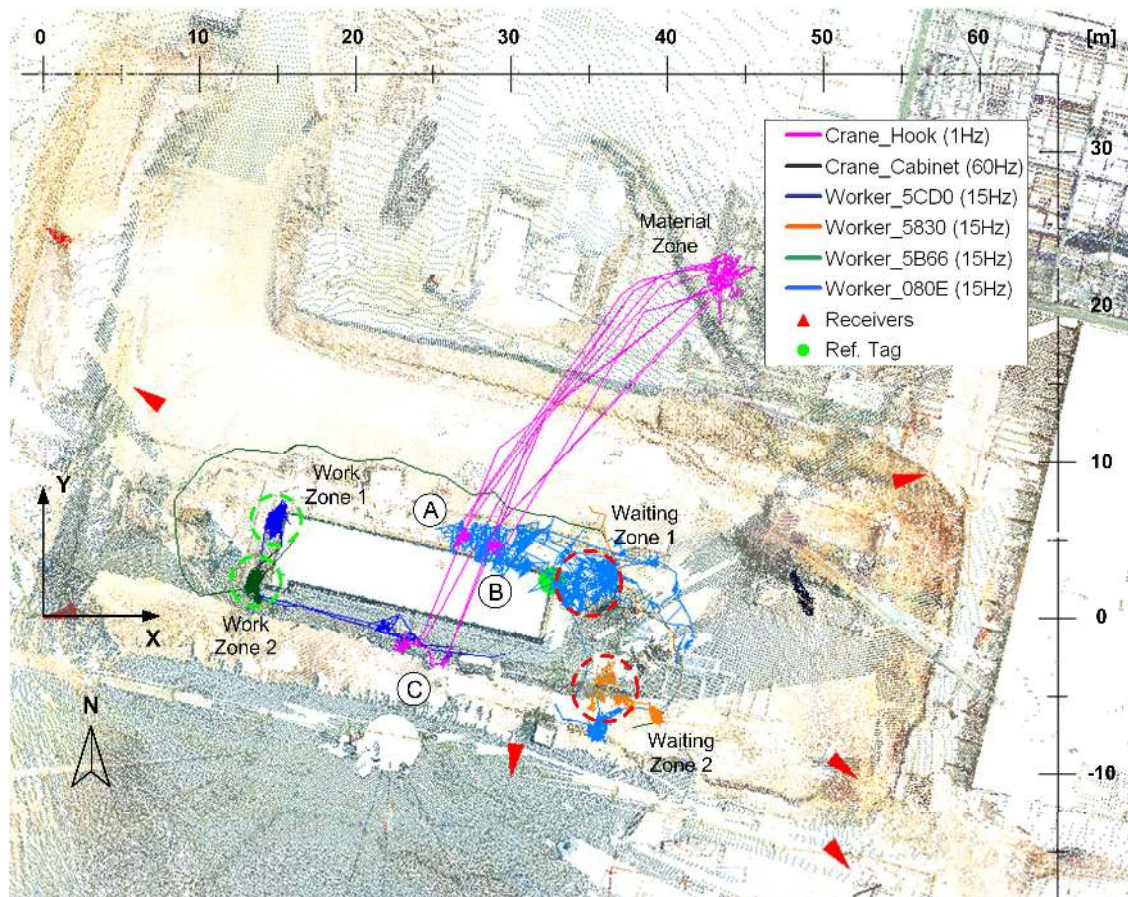 0 10 20 30 40 50 60 [m]
Crane_Hook (1Hz)
Crane_Cabinet (60Hz)
Worker_5CD0 (15Hz)
Worker_5830 (15Hz)
Worker_5B66 (15Hz)
Worker_080E (15Hz)
Receivers
Ref. Tag
30
Material
Zone
20
10
Work
Zone 1
Y
A
Waiting
Zone 1
B
0
X
Work
Zone 2
C
N
Waiting
Zone 2
-10